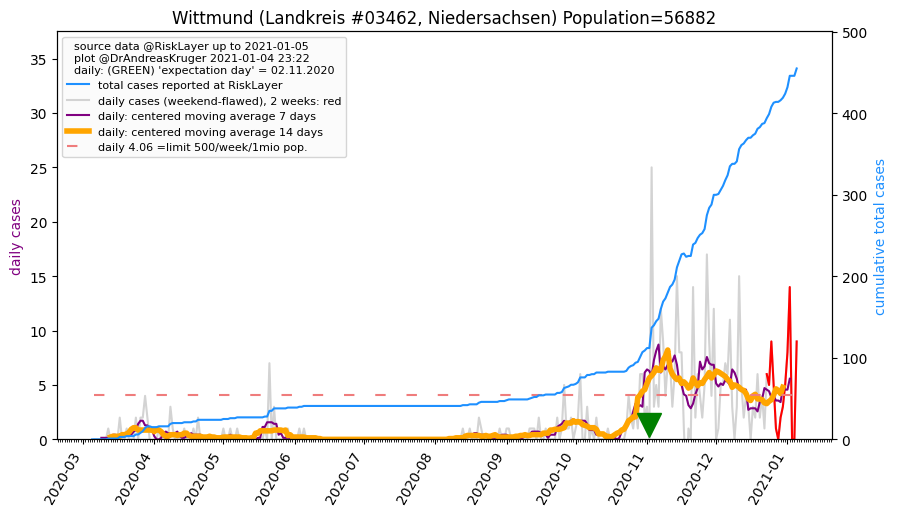 Wittmund (Landkreis #03462, Niedersachsen) Population=56882
source data @RiskLayer up to 2021-01-05
plot @DrAndreasKruger 2021-01-04 23:22
daily: (GREEN) 'expectation day' = 02.11.2020
total cases reported at RiskLayer
daily cases (weekend-flawed), 2 weeks: red
daily: centered moving average 7 days
daily: centered moving average 14 days
daily 4.06 =limit 500/week/1mio pop.
daily cases
35
30
25
20
15
10
5
0
cumulative total cases
500
400
300
200
100
0
2020-03
2020-04
2020-05
2020-06
2020-07
2020-08
2020-09
2020-10
2020-11
2020-12
2021-01